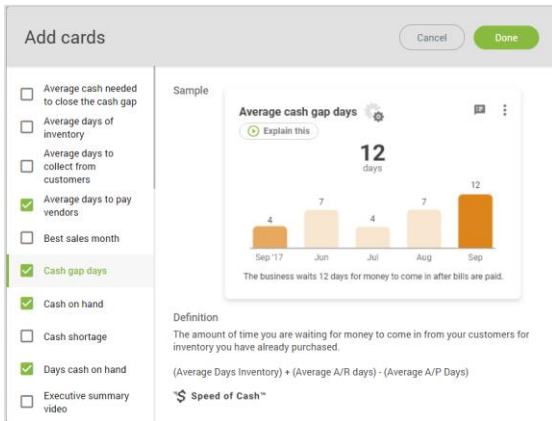 Add cards
Cancel
Done
Average cash needed
to close the cash gap
Average days of
inventory
Average days to
collect from
customers
Average days to pay
vendors
Best sales month
Cash gap days
Cash on hand
Cash shortage
Days cash on hand
Executive summary
video
Sample
Average cash gap days
Explain this
12
days
4
7
4
7
12
Sep '17
Jun
Jul
Aug
Sep
The business waits 12 days for money to come in after bills are paid.
Definition
The amount of time you are waiting for money to come in from your customers for
inventory you have already purchased.
(Average Days Inventory) + (Average A/R days) - (Average A/P Days)
Speed of Cash™